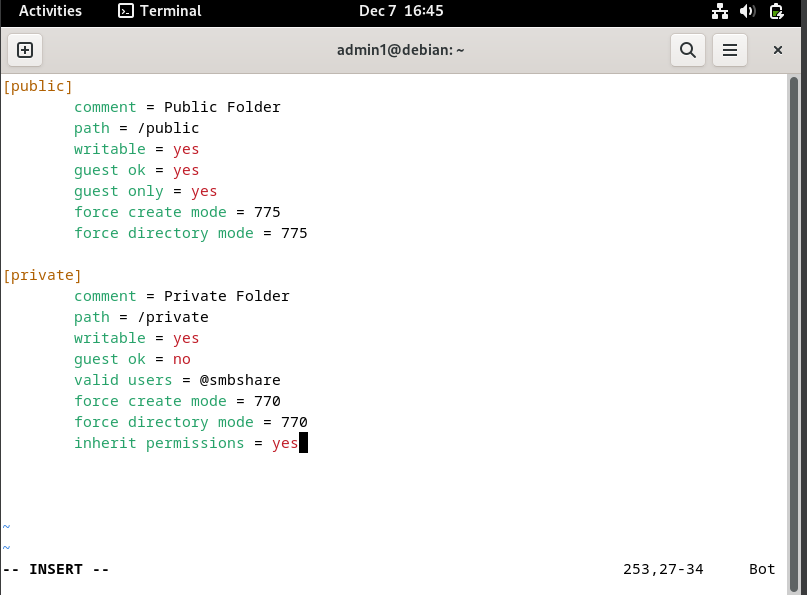 Activities Terminal Dec 7 16:45
admin1@debian: ~
[public]
comment = Public Folder
path = /public
writable = yes
guest ok = yes
guest only = yes
force create mode = 775
force directory mode = 775
[private]
comment = Private Folder
path = /private
writable = yes
guest ok = no
valid users = @smbshare
force create mode = 770
force directory mode = 770
inherit permissions = yes
~
~
-- INSERT -- 253,27-34 Bot